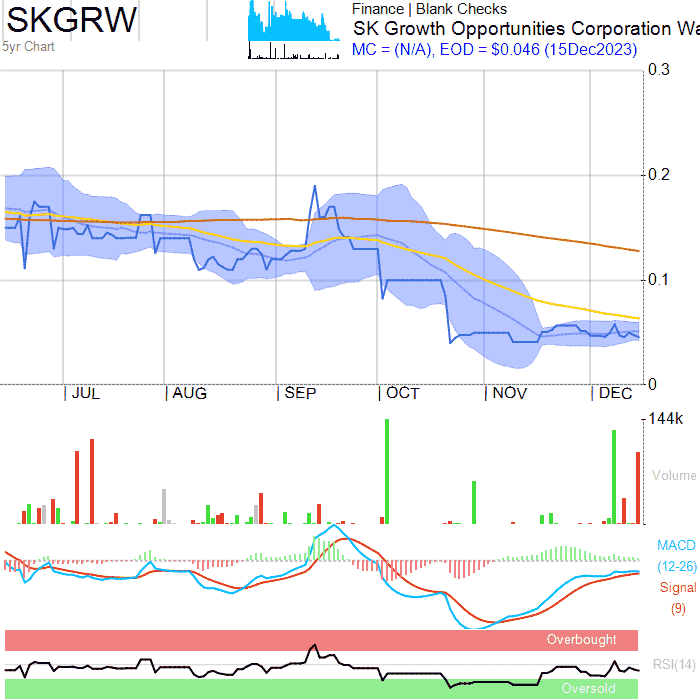 SKGRW
5yr Chart
Finance | Blank Checks
SK Growth Opportunities Corporation Wa
MC = (N/A), EOD = $0.046 (15Dec2023)
0.3
0.2
0.1
0
JUL AUG SEP OCT NOV DEC
144k
Volume
MACD
(12-26)
Signal
(9)
Overbought
RSI(14)
Oversold